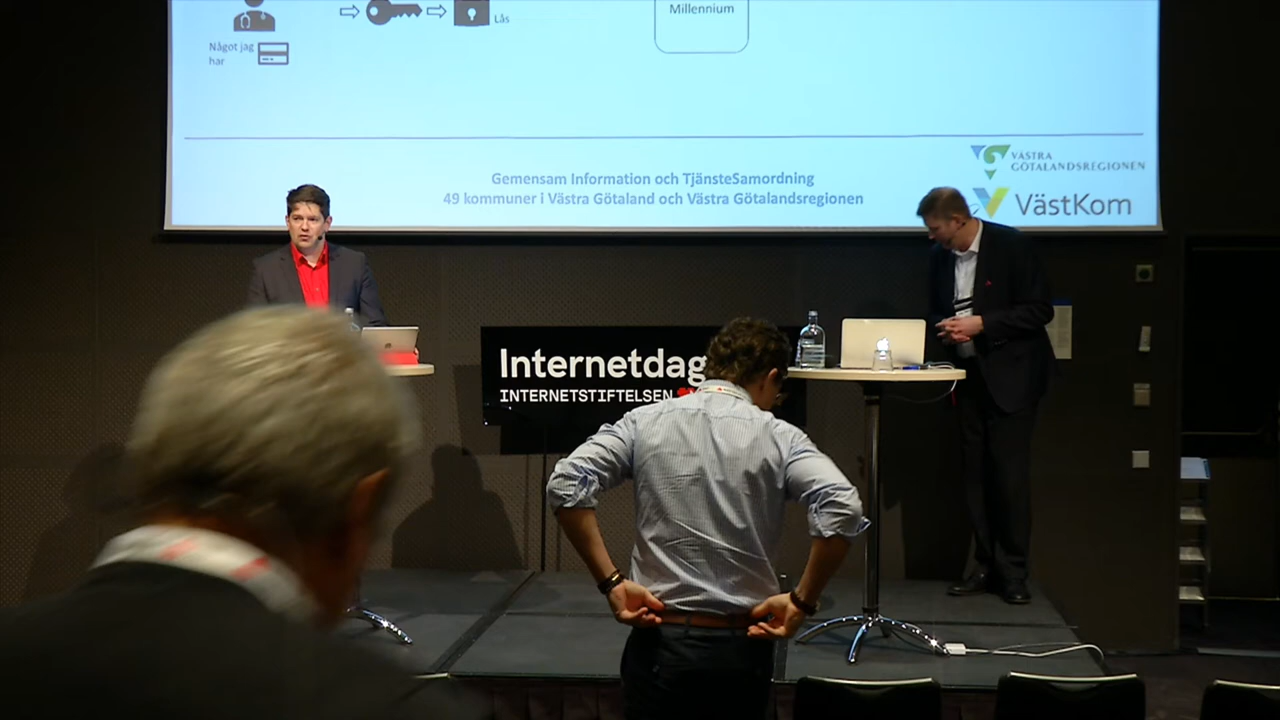 Millennium
Lås
Något jag
har
VÄSTRA
GÖTALANDSREGIONEN
Gemensam Information och TjänsteSamordning
49 kommuner i Västra Götaland och Västra Götalandsregionen
VästKom
Internetdag
INTERNETSTIFTELSEN